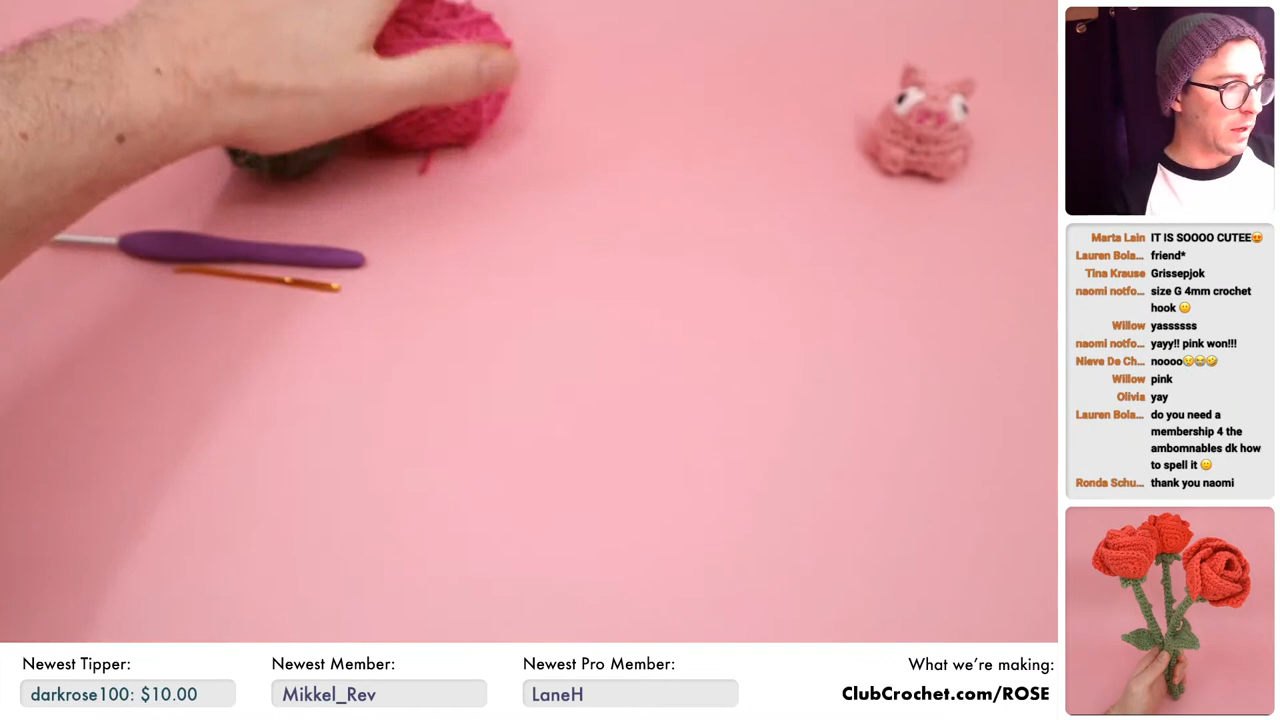 Marta Lain IT IS SOOOO CUTEE😍
Lauren Bola... friend*
Tina Krause Grissepjok
naomi notfo... size G 4mm crochet
hook 🙂
Willow yassssss
naomi notfo... yayy!! pink won!!!
Nieve De Ch... noooo😢😭🤣
Willow pink
Olivia yay
Lauren Bola... do you need a
membership 4 the
ambomnables dk how
to spell it 🙂
Ronda Schu... thank you naomi
Newest Tipper:
darkrose100: $10.00
Newest Member:
Mikkel_Rev
Newest Pro Member:
LaneH
What we're making:
ClubCrochet.com/ROSE